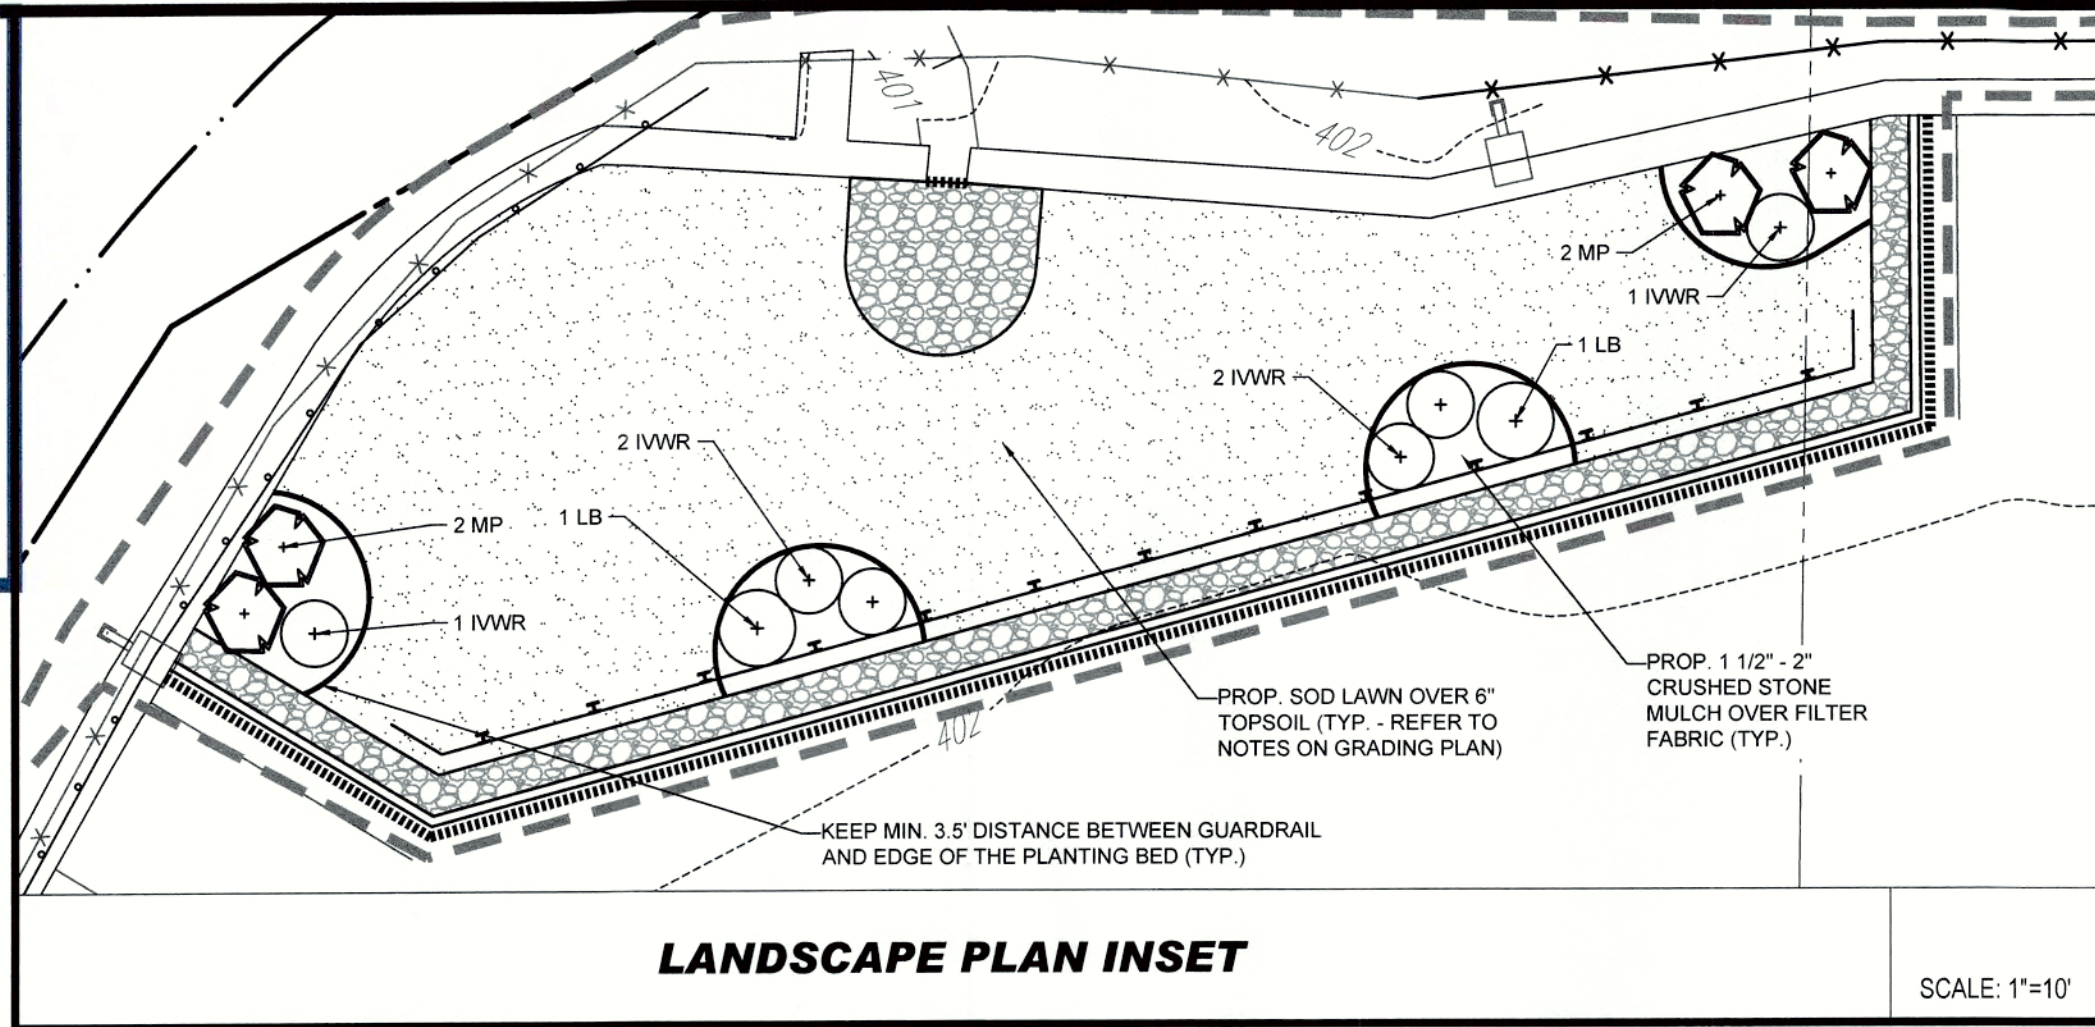 401
402
2 MP
1 IVWR
1 LB
2 IVWR
2 IVWR
2 MP
1 LB
1 IVWR
PROP. 1 1/2" - 2"
CRUSHED STONE
MULCH OVER FILTER
FABRIC (TYP.)
PROP. SOD LAWN OVER 6"
TOPSOIL (TYP. - REFER TO
NOTES ON GRADING PLAN)
402
KEEP MIN. 3.5' DISTANCE BETWEEN GUARDRAIL
AND EDGE OF THE PLANTING BED (TYP.)
LANDSCAPE PLAN INSET
SCALE: 1"=10'